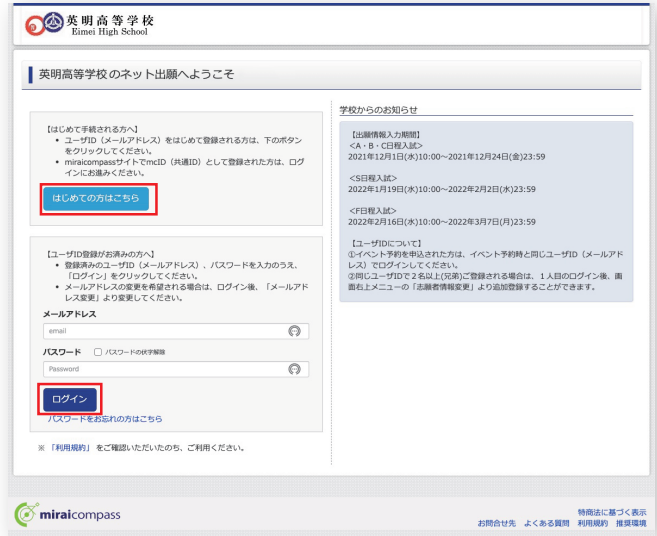 英明高等学校
Eimei High School
英明高等学校のネット出願へようこそ
【はじめて手続される方へ】
• ユーザID（メールアドレス）をはじめて登録される方は、下のボタン
をクリックしてください。
• miraicompassサイトでmcID（共通ID）として登録された方は、ログ
インにお進みください。
はじめての方はこちら
【ユーザID登録がお済みの方へ】
• 登録済みのユーザID（メールアドレス）、パスワードを入力のうえ、
「ログイン」をクリックしてください。
• メールアドレスの変更を希望される場合は、ログイン後、「メールアド
レス変更」より変更してください。
メールアドレス
email
パスワード パスワードの伏字解除
Password
ログイン
パスワードをお忘れの方はこちら
※ 「利用規約」 をご確認いただいたのち、ご利用ください。
学校からのお知らせ
【出願情報入力期間】
<A・B・C日程入試>
2021年12月1日(水)10:00～2021年12月24日(金)23:59
<S日程入試>
2022年1月19日(水)10:00～2022年2月2日(水)23:59
<F日程入試>
2022年2月16日(水)10:00～2022年3月7日(月)23:59
【ユーザIDについて】
①イベント予約を申込された方は、イベント予約時と同じユーザID（メールアド
レス）でログインしてください。
②同じユーザIDで２名以上(兄弟)ご登録される場合は、１人目のログイン後、画
面右上メニューの「志願者情報変更」より追加登録することができます。
miraicompass
特商法に基づく表示
お問合せ先 よくある質問 利用規約 推奨環境